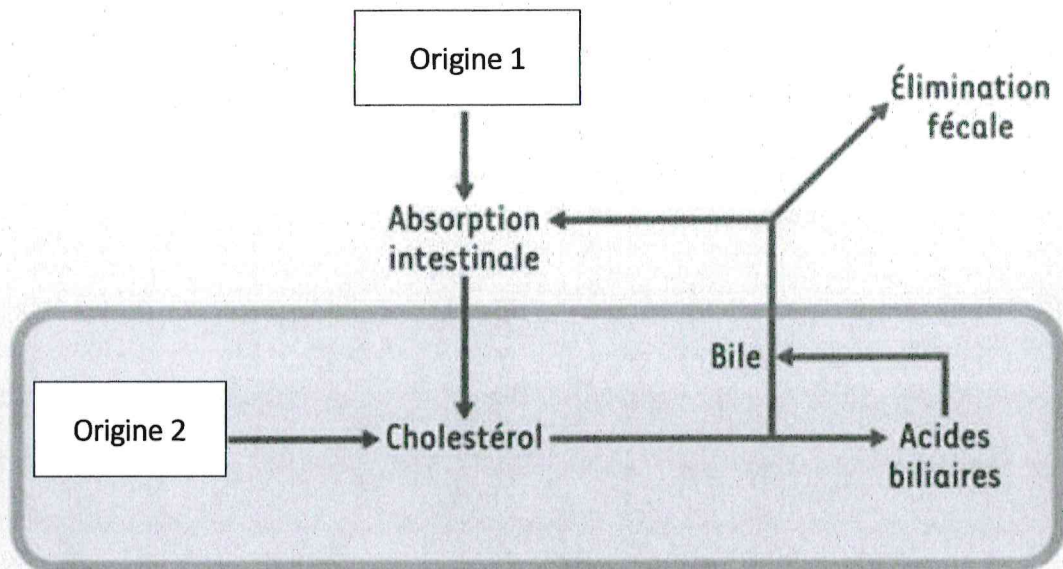 Origine 1
Élimination
fécale
Absorption
intestinale
Bile
Origine 2
Cholestérol
Acides
biliaires